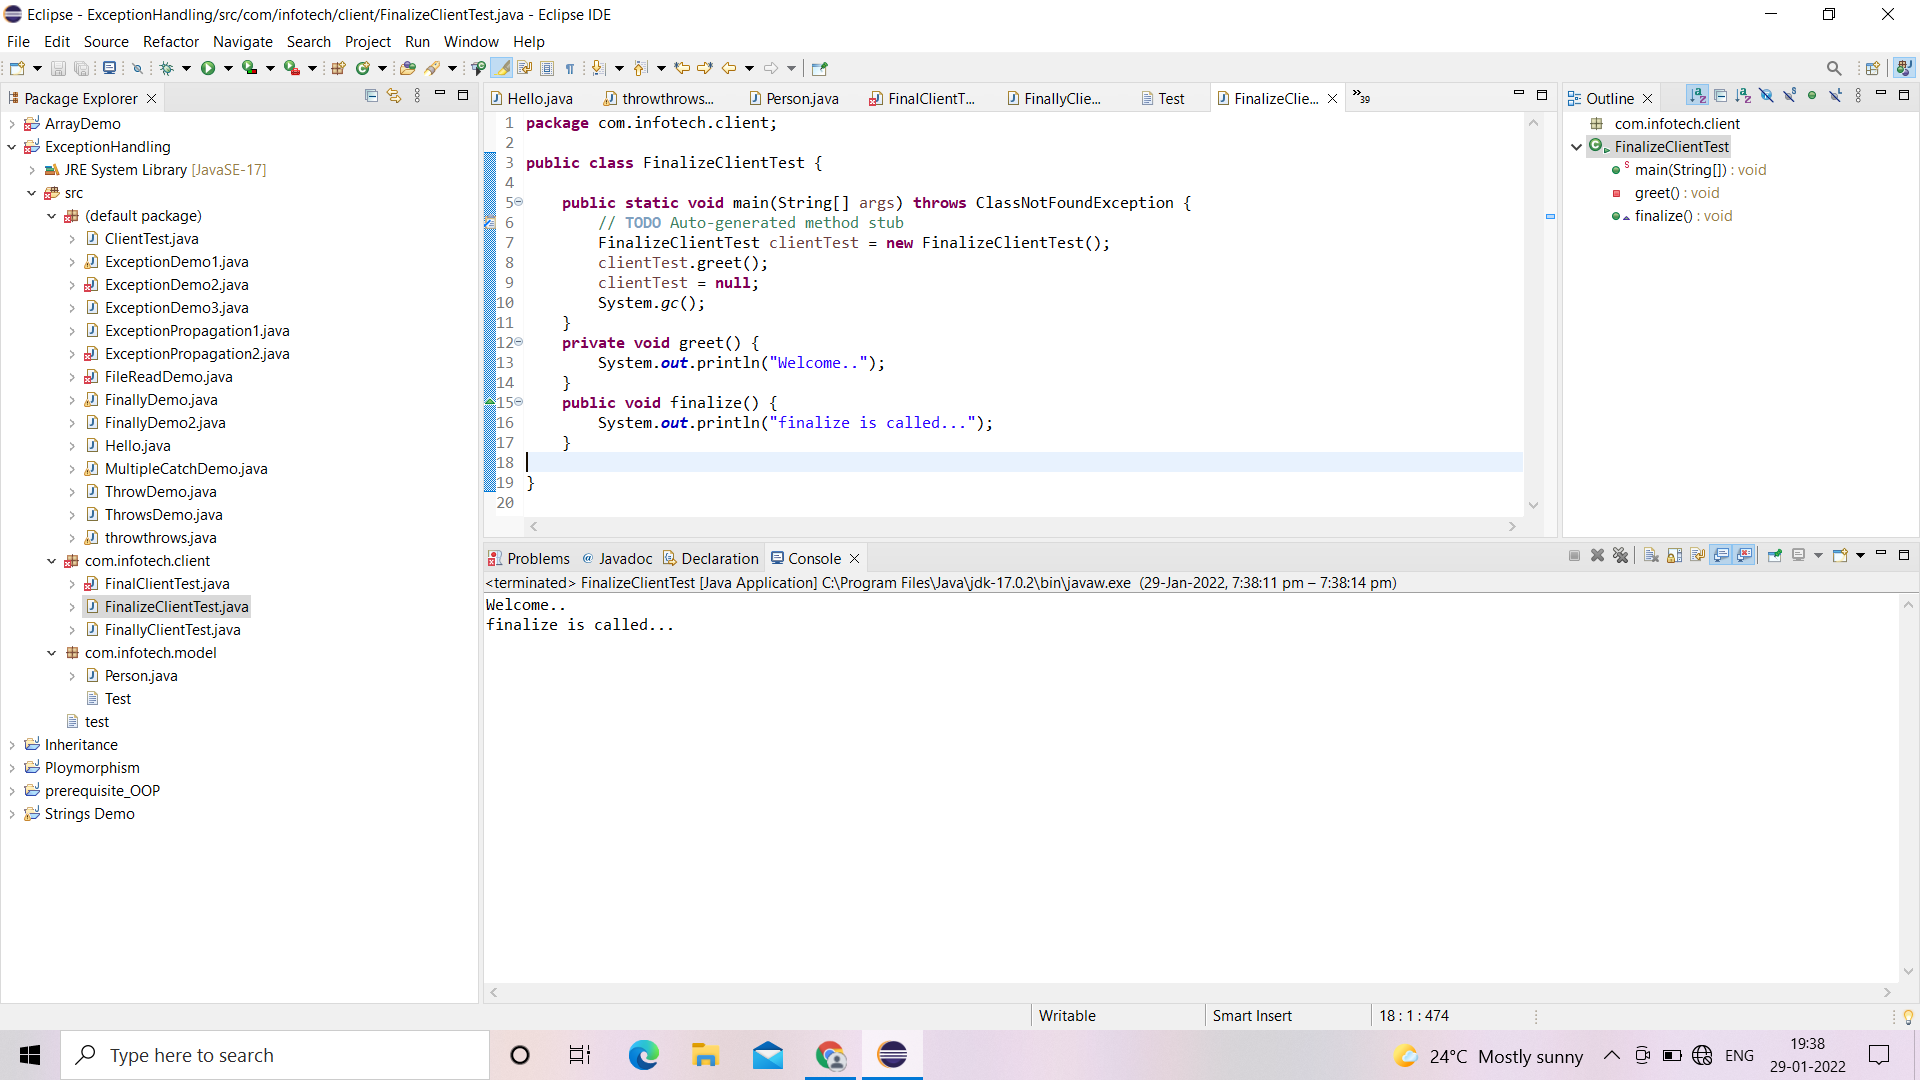 Eclipse - ExceptionHandling/src/com/infotech/client/FinalizeClientTest.java - Eclipse IDE
File Edit Source Refactor Navigate Search Project Run Window Help
Package Explorer
ArrayDemo
ExceptionHandling
JRE System Library [JavaSE-17]
src
(default package)
ClientTest.java
ExceptionDemo1.java
ExceptionDemo2.java
ExceptionDemo3.java
ExceptionPropagation1.java
ExceptionPropagation2.java
FileReadDemo.java
FinallyDemo.java
FinallyDemo2.java
Hello.java
MultipleCatchDemo.java
ThrowDemo.java
ThrowsDemo.java
throwthrows.java
com.infotech.client
FinalClientTest.java
FinalizeClientTest.java
FinallyClientTest.java
com.infotech.model
Person.java
Test
test
Inheritance
Ploymorphism
prerequisite_OOP
Strings Demo
Hello.java throwthrows... Person.java FinalClientT... FinallyClie... Test FinalizeClie... »39
1 package com.infotech.client;
2
3 public class FinalizeClientTest {
4
5 public static void main(String[] args) throws ClassNotFoundException {
6 // TODO Auto-generated method stub
7 FinalizeClientTest clientTest = new FinalizeClientTest();
8 clientTest.greet();
9 clientTest = null;
10 System.gc();
11 }
12 private void greet() {
13 System.out.println("Welcome..");
14 }
15 public void finalize() {
16 System.out.println("finalize is called...");
17 }
18
19 }
20
Outline
com.infotech.client
FinalizeClientTest
main(String[]) : void
greet() : void
finalize() : void
Problems @ Javadoc Declaration Console
<terminated> FinalizeClientTest [Java Application] C:\Program Files\Java\jdk-17.0.2\bin\javaw.exe (29-Jan-2022, 7:38:11 pm – 7:38:14 pm)
Welcome..
finalize is called...
Writable Smart Insert 18 : 1 : 474
Type here to search
24°C Mostly sunny ENG
19:38
29-01-2022